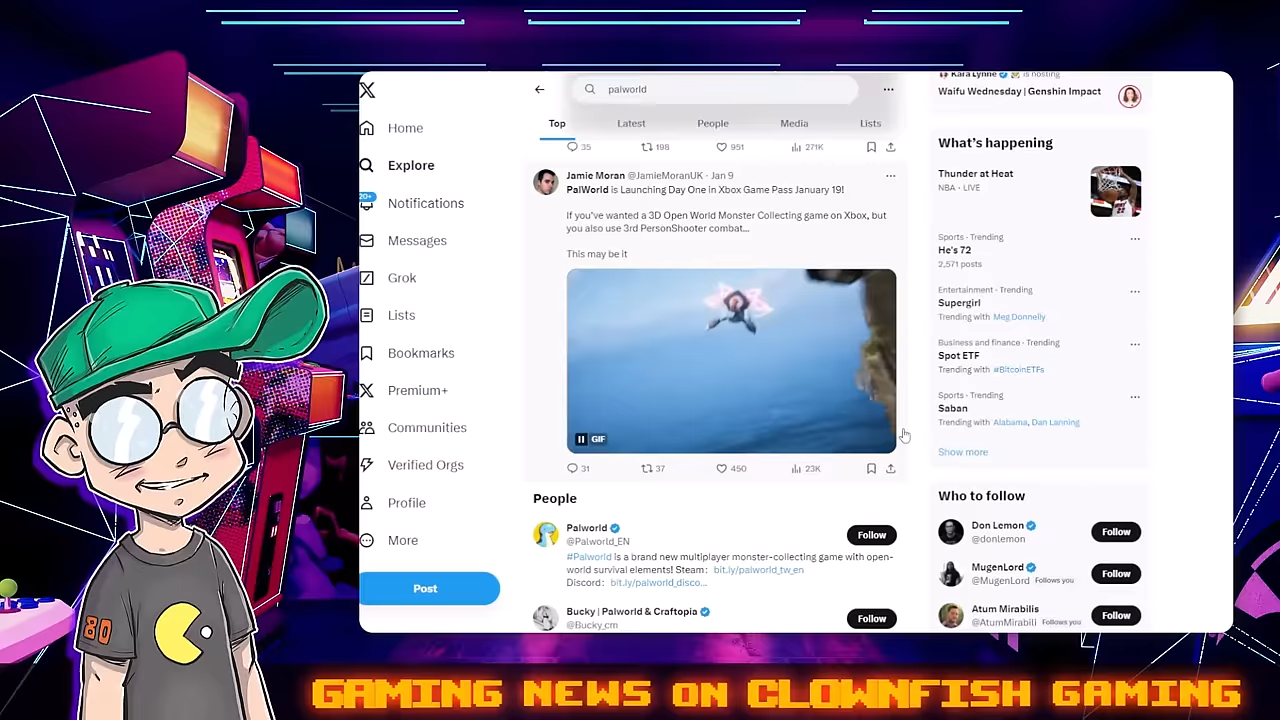 palworld
Top
Latest
People
Media
Lists
35
198
951
271K
Home
Explore
20+
Notifications
Messages
Grok
Lists
Bookmarks
Premium+
Communities
Verified Orgs
Profile
More
Post
Jamie Moran @JamieMoranUK · Jan 9
PalWorld is Launching Day One in Xbox Game Pass January 19!
If you've wanted a 3D Open World Monster Collecting game on Xbox, but
you also use 3rd PersonShooter combat...
This may be it
GIF
31
37
450
23K
People
Palworld
@Palworld_EN
Follow
#Palworld is a brand new multiplayer monster-collecting game with open-
world survival elements! Steam: bit.ly/palworld_tw_en
Discord: bit.ly/palworld_disco...
Bucky | Palworld & Craftopia
@Bucky_cm
Follow
Kara Lynne is hosting
Waifu Wednesday | Genshin Impact
What's happening
Thunder at Heat
NBA · LIVE
Sports · Trending
He's 72
2,571 posts
Entertainment · Trending
Supergirl
Trending with Meg Donnelly
Business and finance · Trending
Spot ETF
Trending with #BitcoinETFs
Sports · Trending
Saban
Trending with Alabama, Dan Lanning
Show more
Who to follow
Don Lemon
@donlemon
Follow
MugenLord
@MugenLord Follows you
Follow
Atum Mirabilis
@AtumMirabili Follows you
Follow
80
GAMING NEWS ON CLOWNFISH GAMING